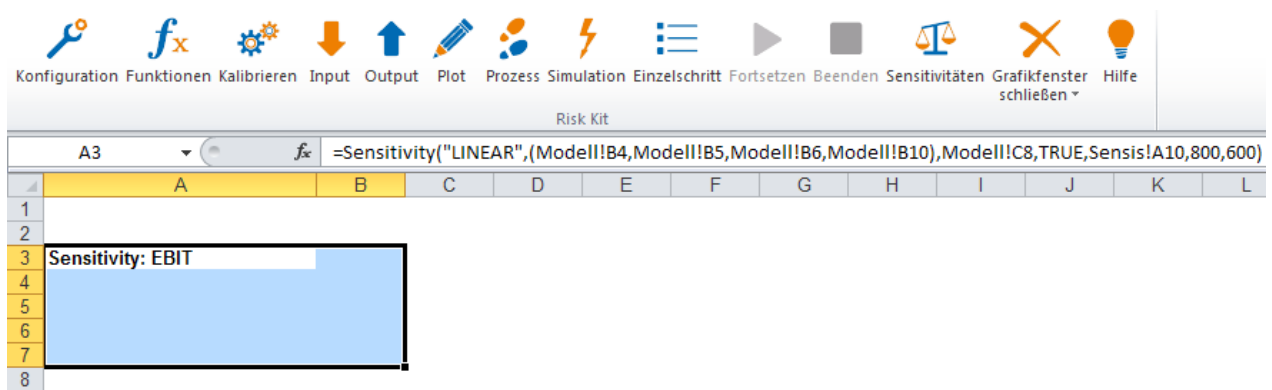 Konfiguration Funktionen Kalibrieren Input Output Plot Prozess Simulation Einzelschritt Fortsetzen Beenden Sensitivitäten Grafikfenster schließen Hilfe
Risk Kit
A3 fx =Sensitivity("LINEAR",(Modell!B4,Modell!B5,Modell!B6,Modell!B10),Modell!C8,TRUE,Sensis!A10,800,600)
A B C D E F G H I J K L
1
2
3 Sensitivity: EBIT
4
5
6
7
8